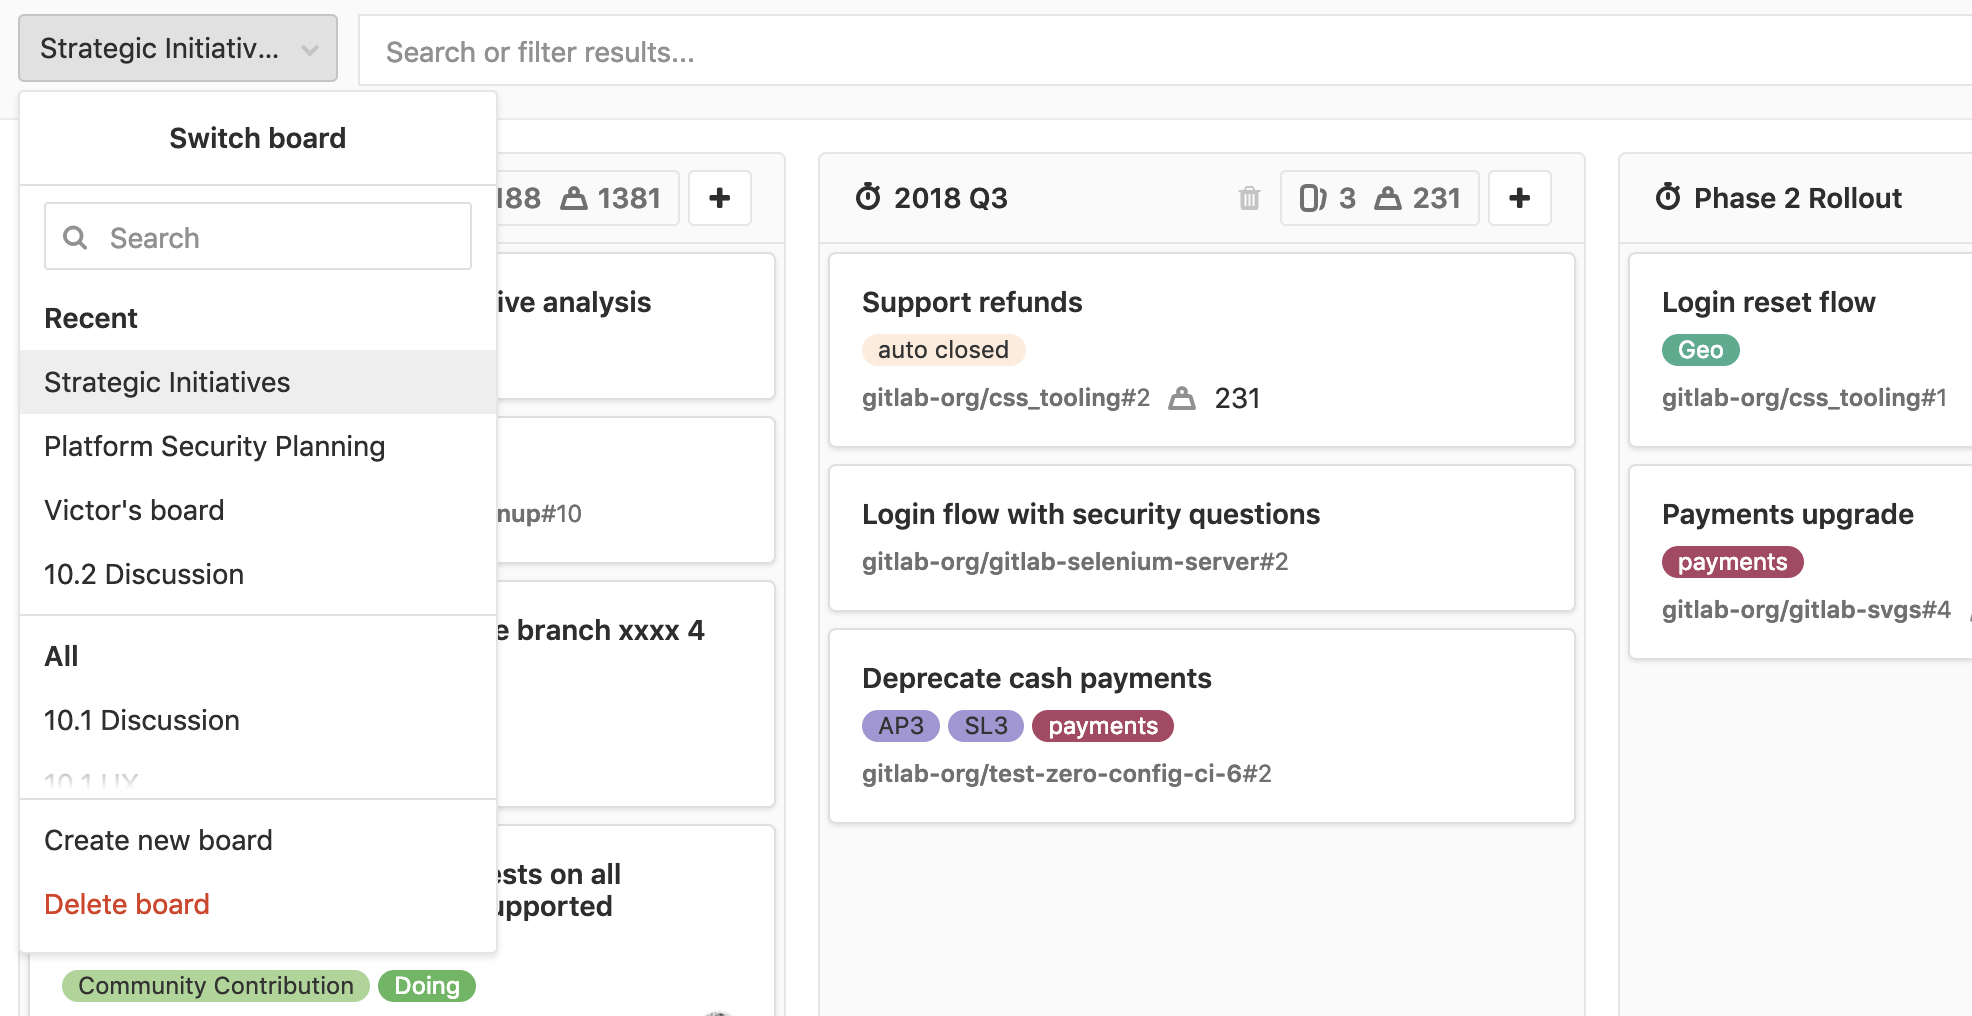 Strategic Initiativ...
Search or filter results...
Switch board
Search
Recent
Strategic Initiatives
Platform Security Planning
Victor's board
10.2 Discussion
All
10.1 Discussion
10.1 UX
Create new board
Delete board
188 1381
analysis
#10
branch xxxx 4
on all
Community Contribution
Doing
2018 Q3
3 231
Support refunds
auto closed
gitlab-org/css_tooling#2 231
Login flow with security questions
gitlab-org/gitlab-selenium-server#2
Deprecate cash payments
AP3 SL3 payments
gitlab-org/test-zero-config-ci-6#2
Phase 2 Rollout
Login reset flow
Geo
gitlab-org/css_tooling#1
Payments upgrade
payments
gitlab-org/gitlab-svgs#4